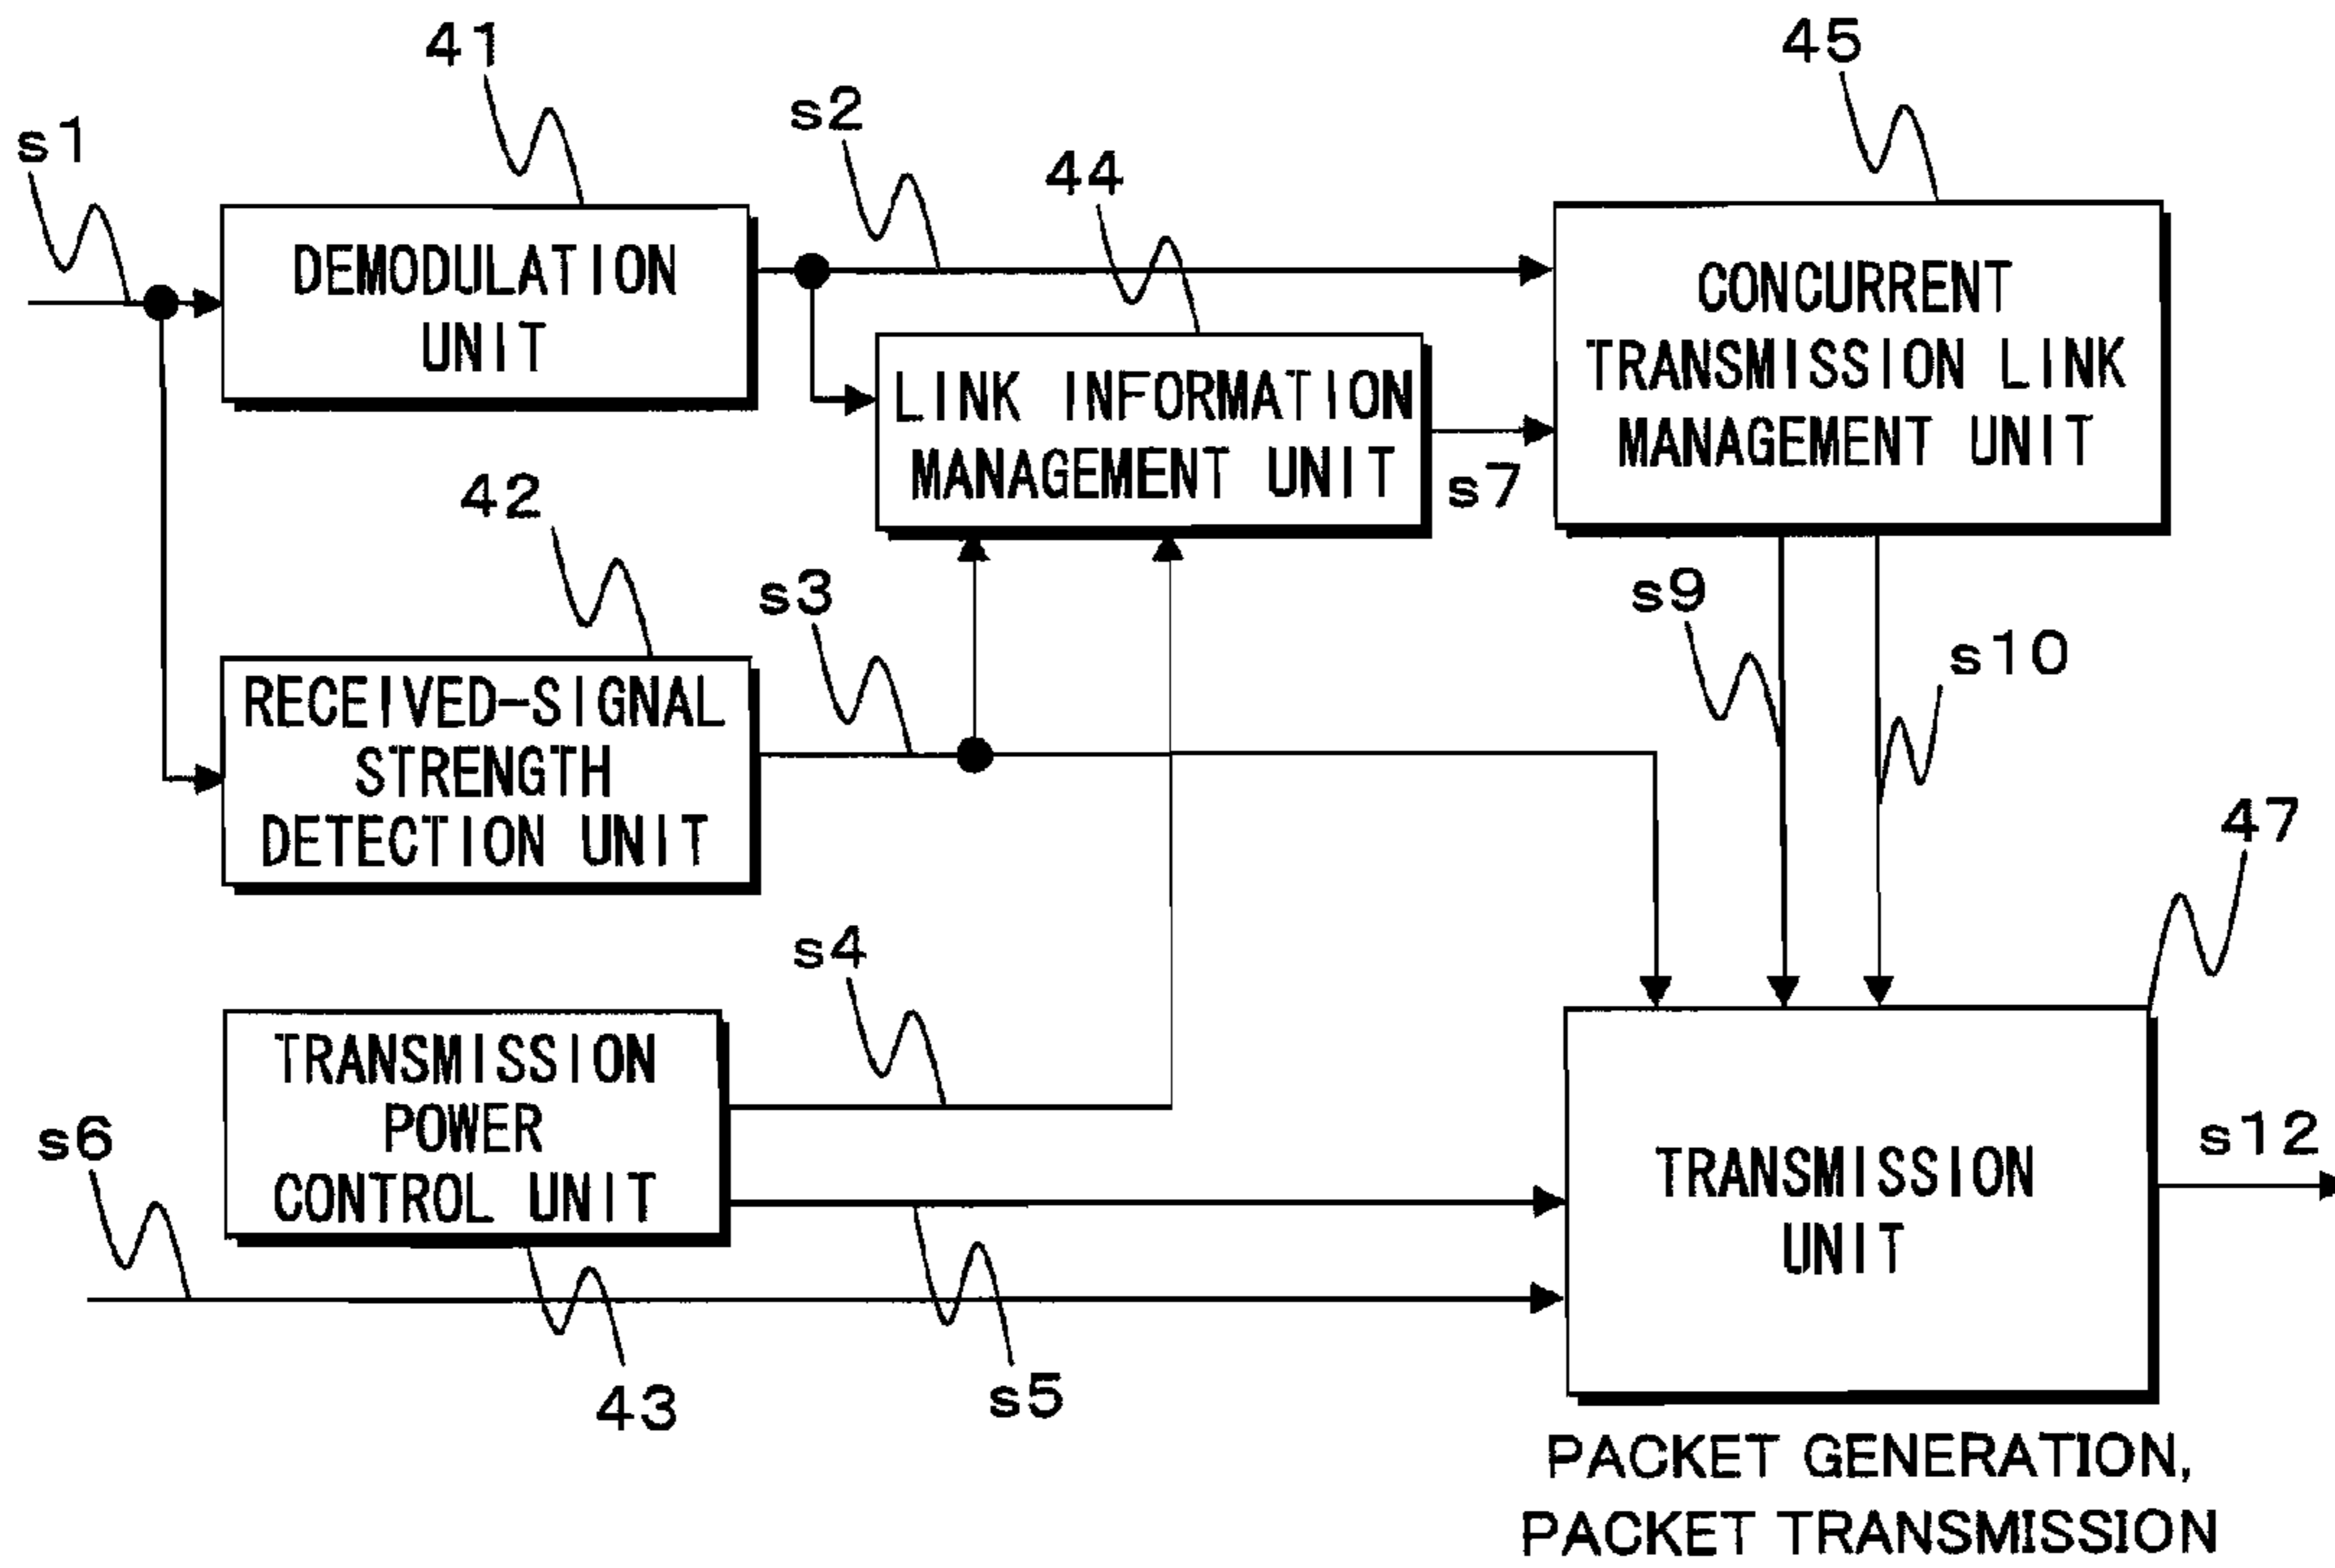 41
45
s1
s2
44
DEMODULATION
UNIT
CONCURRENT
TRANSMISSION LINK
MANAGEMENT UNIT
LINK INFORMATION
MANAGEMENT UNIT
s7
42
s3
s9
s10
RECEIVED-SIGNAL
STRENGTH
DETECTION UNIT
47
s4
TRANSMISSION
POWER
CONTROL UNIT
s6
s12
TRANSMISSION
UNIT
43
s5
PACKET GENERATION,
PACKET TRANSMISSION